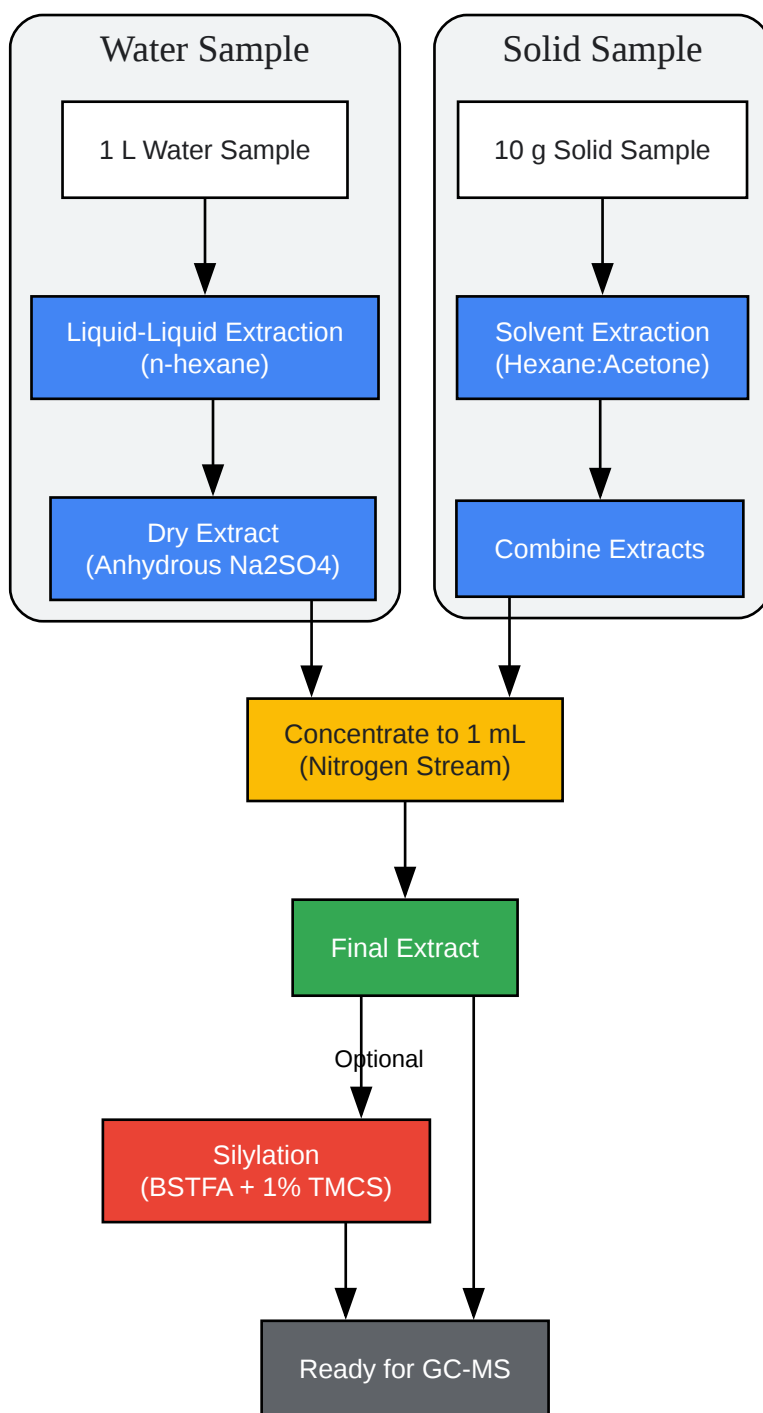 Water Sample
1 L Water Sample
Liquid-Liquid Extraction
(n-hexane)
Dry Extract
(Anhydrous Na2SO4)
Solid Sample
10 g Solid Sample
Solvent Extraction
(Hexane:Acetone)
Combine Extracts
Concentrate to 1 mL
(Nitrogen Stream)
Final Extract
Optional
Silylation
(BSTFA + 1% TMCS)
Ready for GC-MS